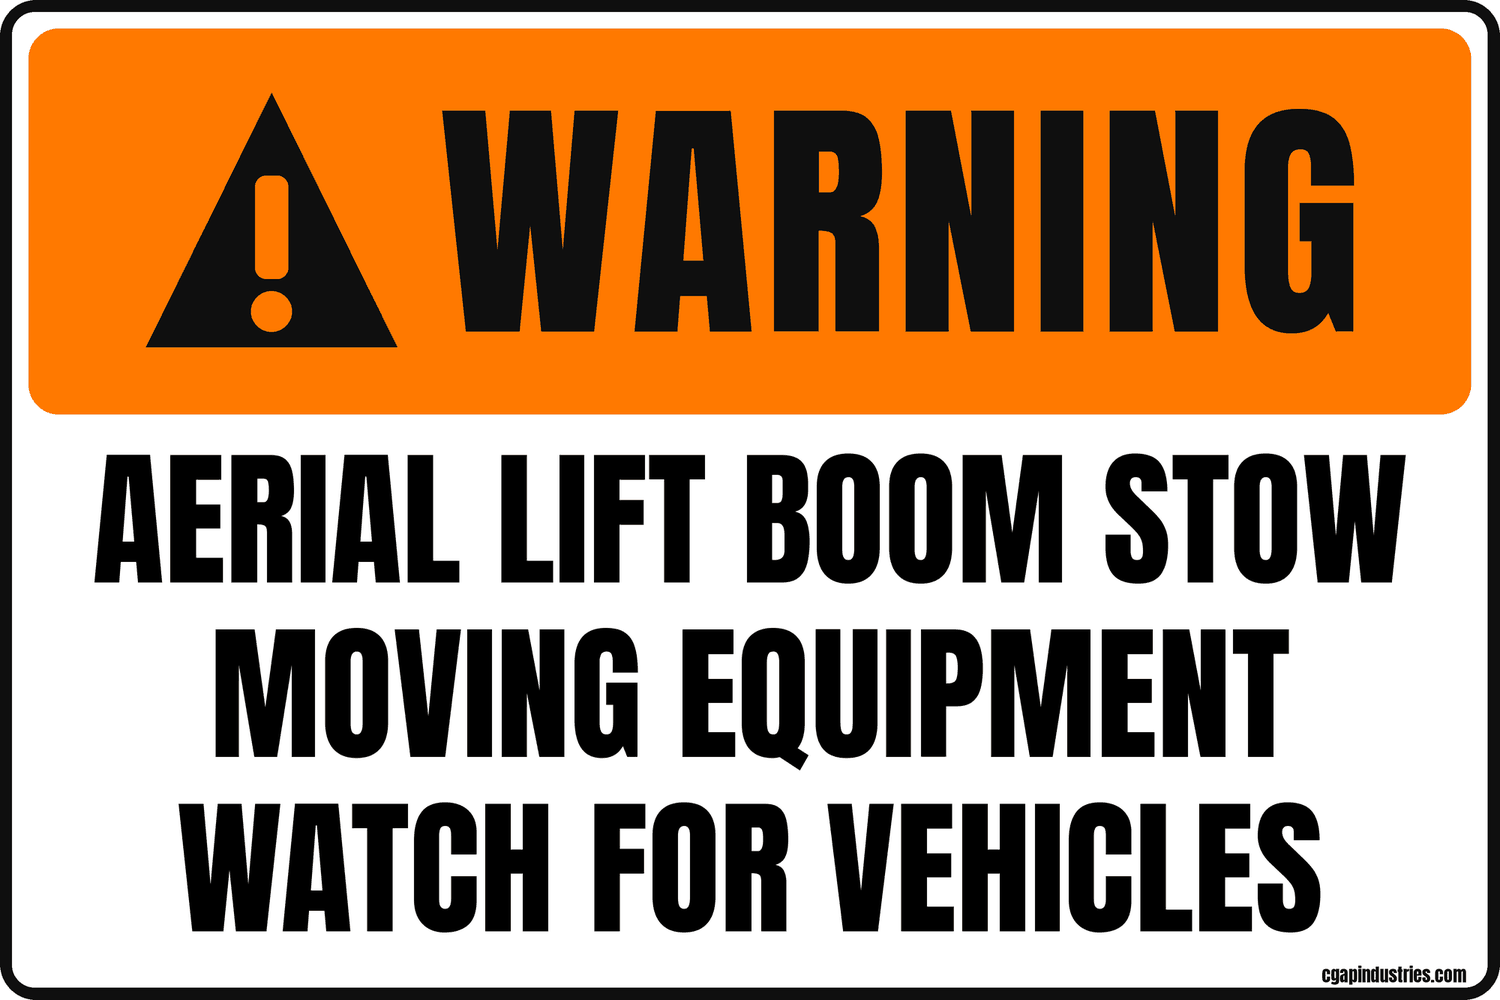 WARNING
AERIAL LIFT BOOM STOW
MOVING EQUIPMENT
WATCH FOR VEHICLES
cgapindustries.com